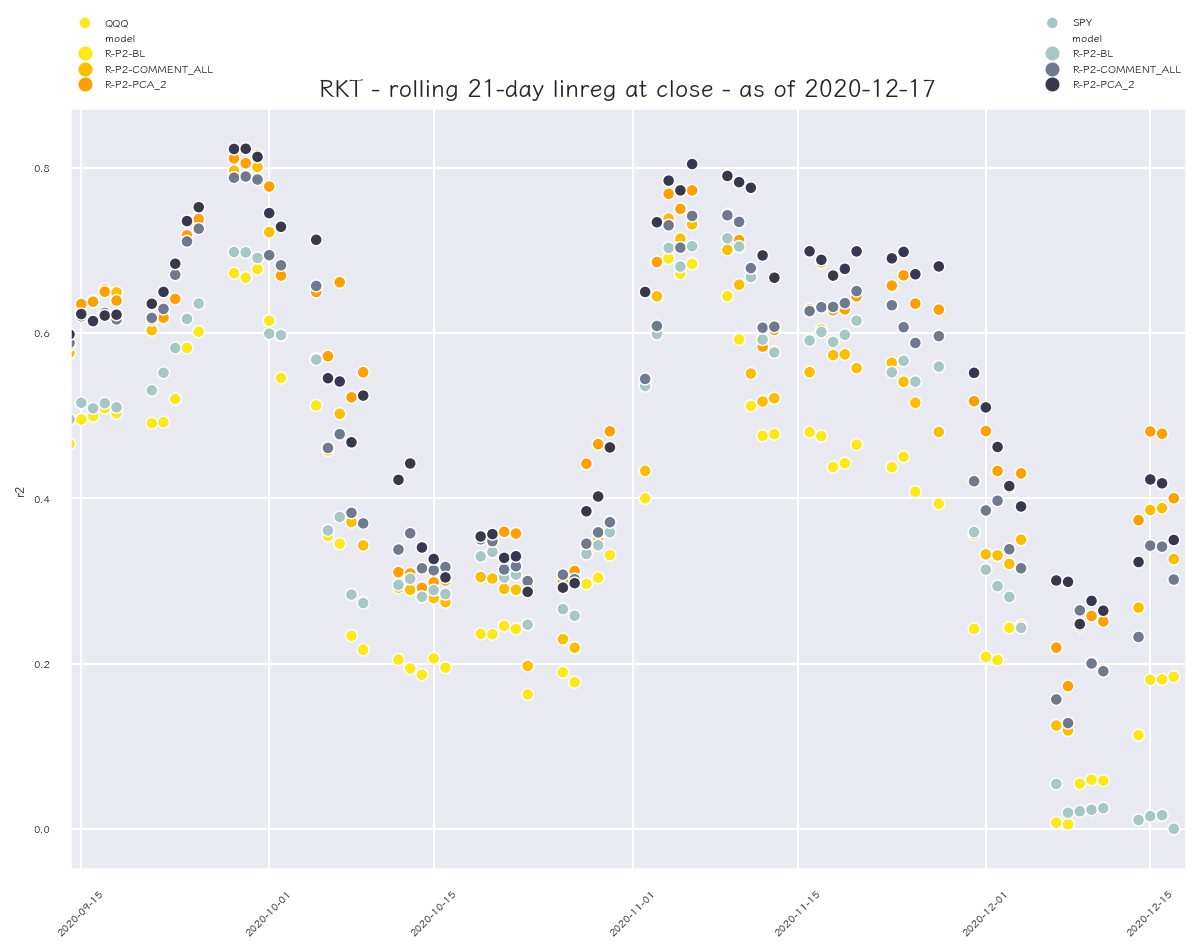 QQQ
model
R-P2-BL
R-P2-COMMENT_ALL
R-P2-PCA_2
SPY
model
R-P2-BL
R-P2-COMMENT_ALL
R-P2-PCA_2
RKT - rolling 21-day linreg at close - as of 2020-12-17
0.8
0.6
0.4
0.2
0.0
r2
2020-09-15
2020-10-01
2020-10-15
2020-11-01
2020-11-15
2020-12-01
2020-12-15